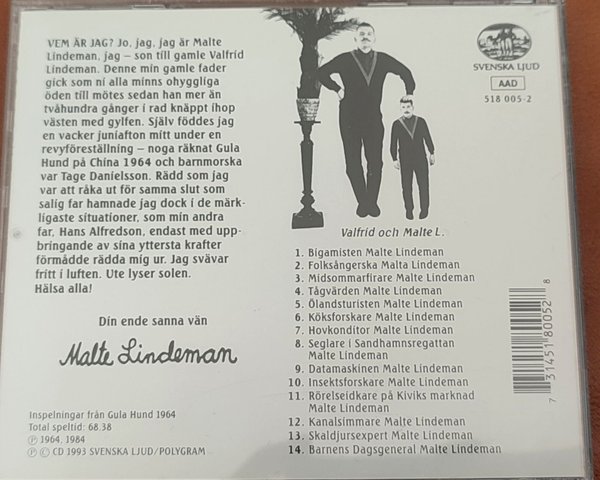 VEM ÄR JAG? Jo, jag, jag är Malte
Lindeman, jag – son till gamle Valfrid
Lindeman. Denne min gamle fader
gick som ni alla minns ohyggliga
öden till mötes sedan han mer än
tvåhundra gånger i rad knäppt ihop
västen med gylfen. Själv föddes jag
en vacker juniafton mitt under en
revyföreställning – noga räknat Gula
Hund på China 1964 och barnmorska
var Tage Danielsson. Rädd som jag
var att råka ut för samma slut som
salig far hamnade jag dock i de märk-
ligaste situationer, som min andra
far, Hans Alfredson, endast med upp-
bringande av sina yttersta krafter
förmådde rädda mig ur. Jag svävar
fritt i luften. Ute lyser solen.
Hälsa alla!
Din ende sanna vän
Malte Lindeman
Inspelningar från Gula Hund 1964
Total speltid: 68.38
Ⓟ 1964, 1984
Ⓟ © CD 1993 SVENSKA LJUD/POLYGRAM
SVENSKA LJUD
AAD
518 005-2
Valfrid och Malte L.
1. Bigamisten Malte Lindeman
2. Folksångerska Malta Lindeman
3. Midsommarfirare Malte Lindeman
4. Tågvärden Malte Lindeman
5. Ölandsturisten Malte Lindeman
6. Köksforskare Malte Lindeman
7. Hovkonditor Malte Lindeman
8. Seglare i Sandhamnsregattan
Malte Lindeman
9. Datamaskinen Malte Lindeman
10. Insektsforskare Malte Lindeman
11. Rörelseidkare på Kiviks marknad
Malte Lindeman
12. Kanalsimmare Malte Lindeman
13. Skaldjursexpert Malte Lindeman
14. Barnens Dagsgeneral Malte Lindeman
7 31451 80052 8